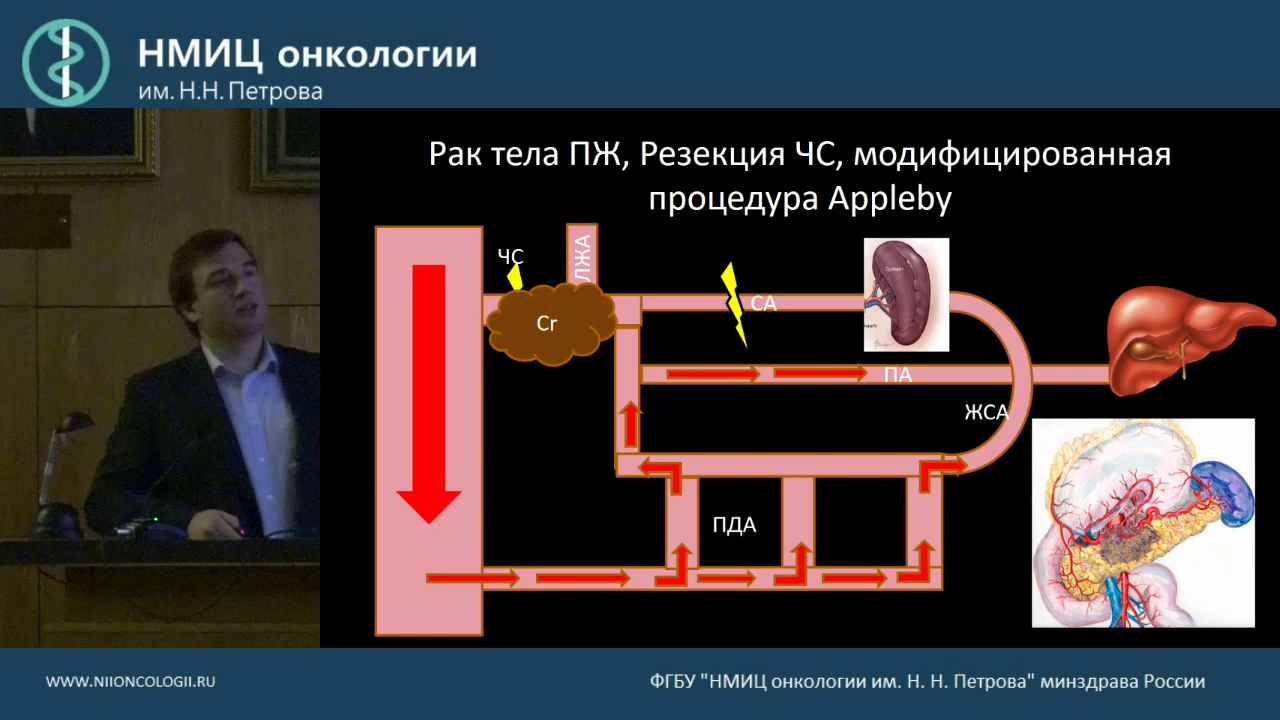 НМИЦ онкологии
им. Н.Н. Петрова
Рак тела ПЖ, Резекция ЧС, модифицированная
процедура Appleby
ЧС
ЛЖА
Cr
СА
Spleen
ПА
ЖСА
ПДА
WWW.NIIONCOLOGII.RU
ФГБУ "НМИЦ онкологии им. Н. Н. Петрова" минздрава России